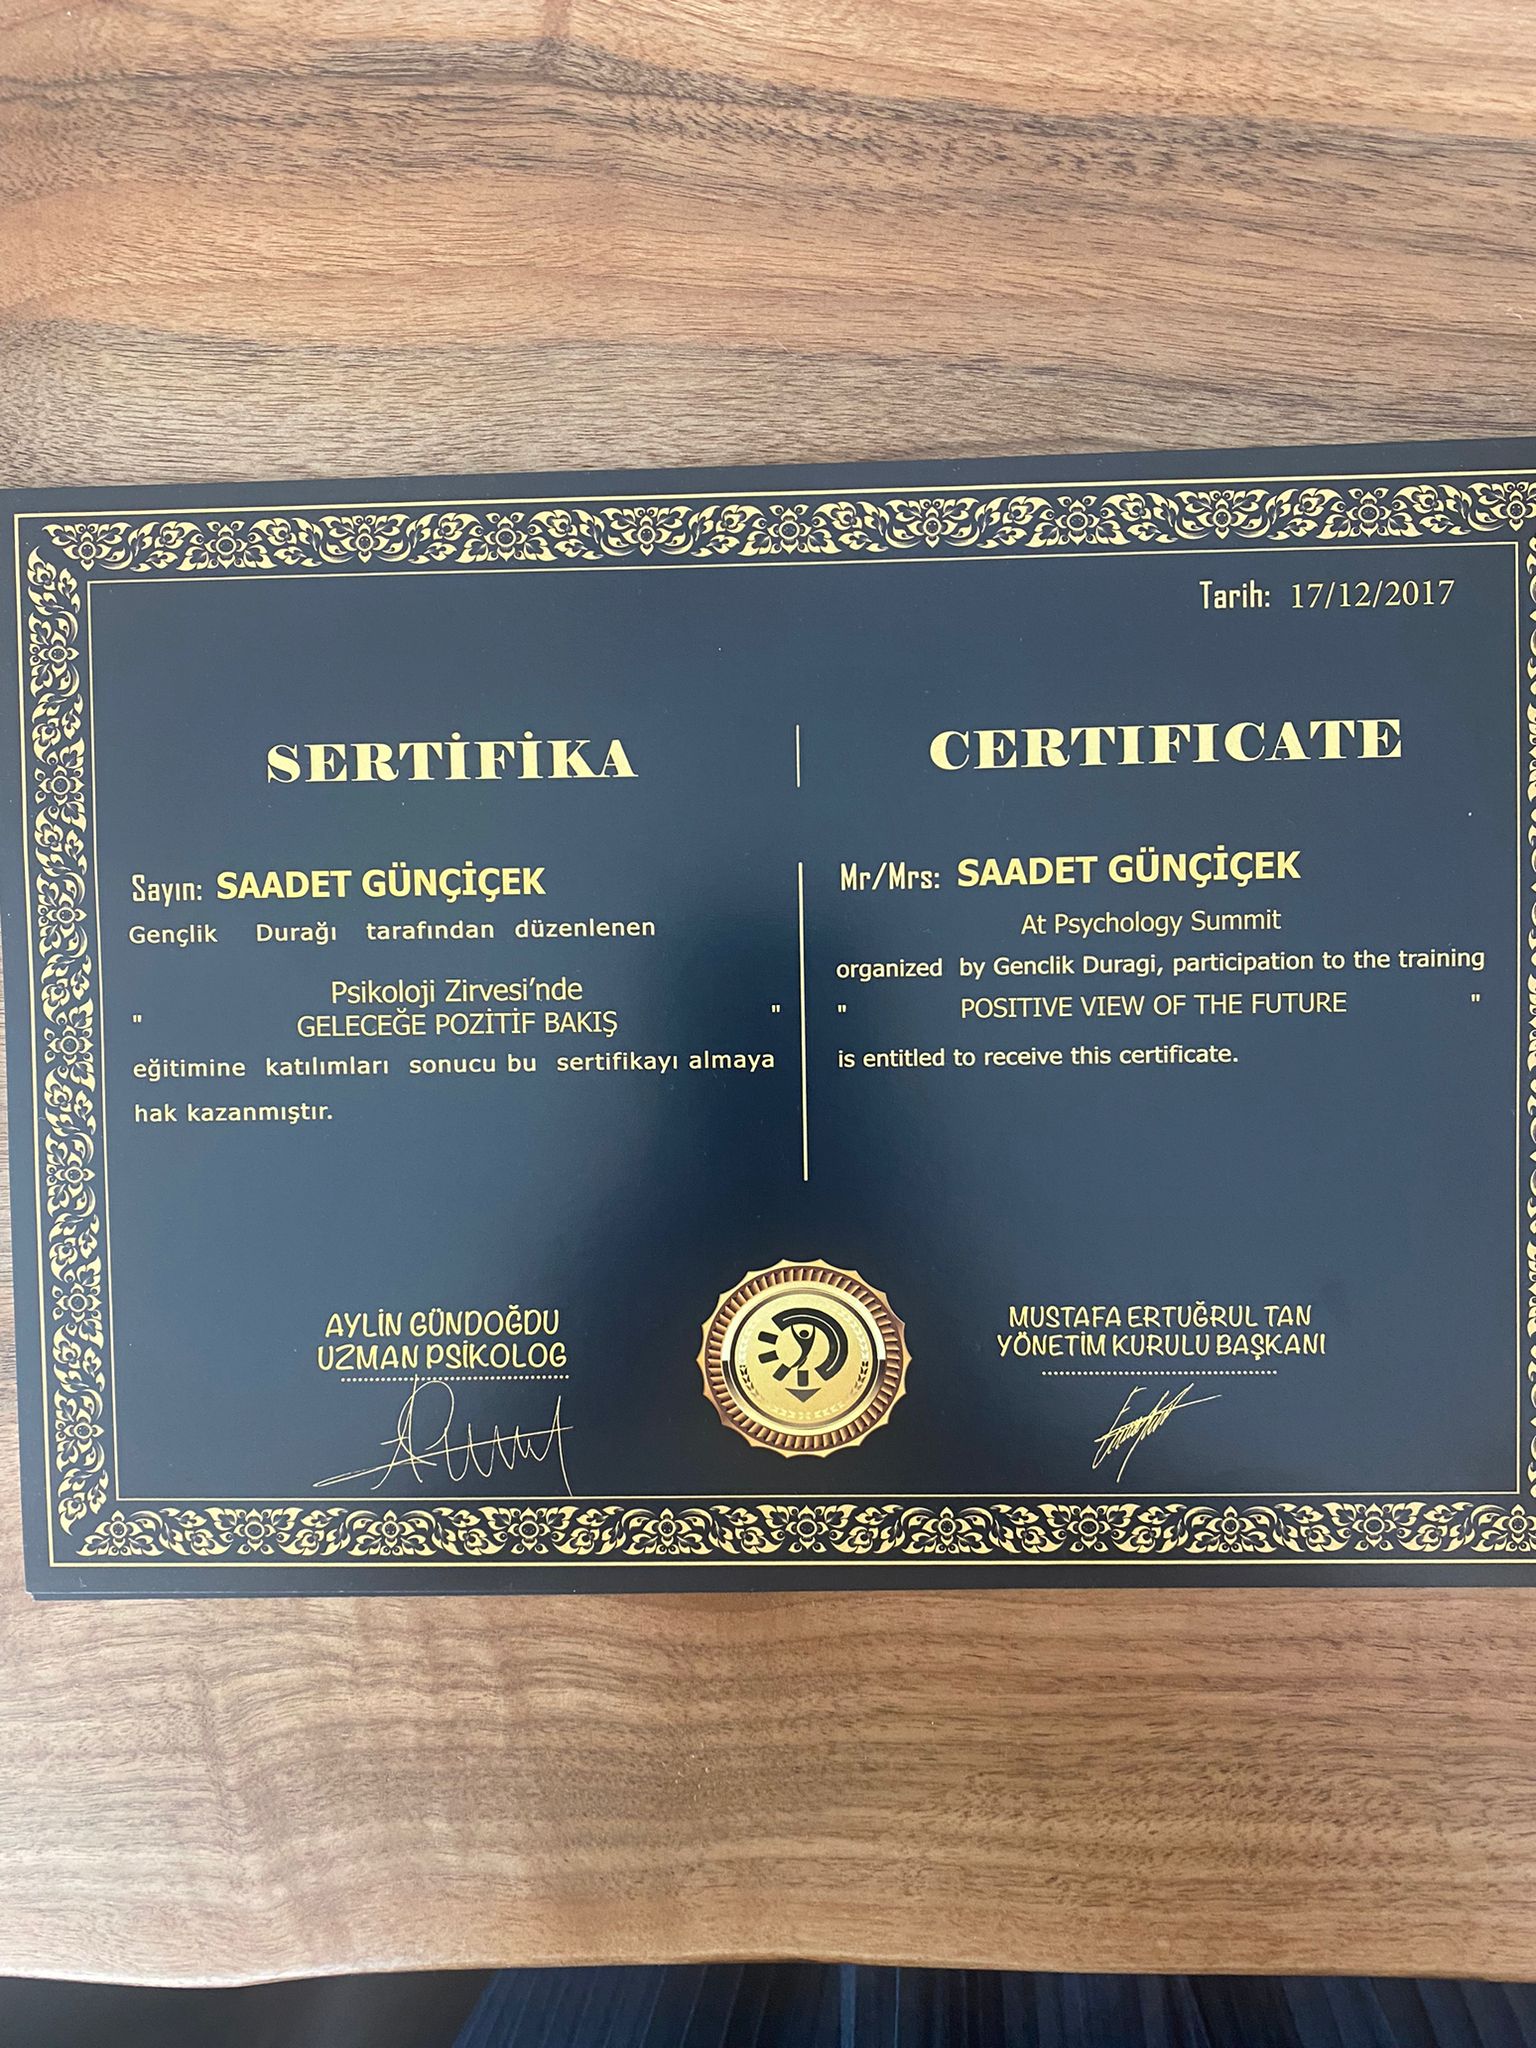 Tarih: 17/12/2017
SERTİFİKA
Sayın: SAADET GÜNÇİÇEK
Gençlik Durağı tarafından düzenlenen
Psikoloji Zirvesi'nde
" GELECEĞE POZİTİF BAKIŞ "
eğitimine katılımları sonucu bu sertifikayı almaya
hak kazanmıştır.
CERTIFICATE
Mr/Mrs: SAADET GÜNÇİÇEK
At Psychology Summit
organized by Genclik Duragi, participation to the training
" POSITIVE VIEW OF THE FUTURE "
is entitled to receive this certificate.
AYLİN GÜNDOĞDU
UZMAN PSİKOLOG
MUSTAFA ERTUĞRUL TAN
YÖNETİM KURULU BAŞKANI